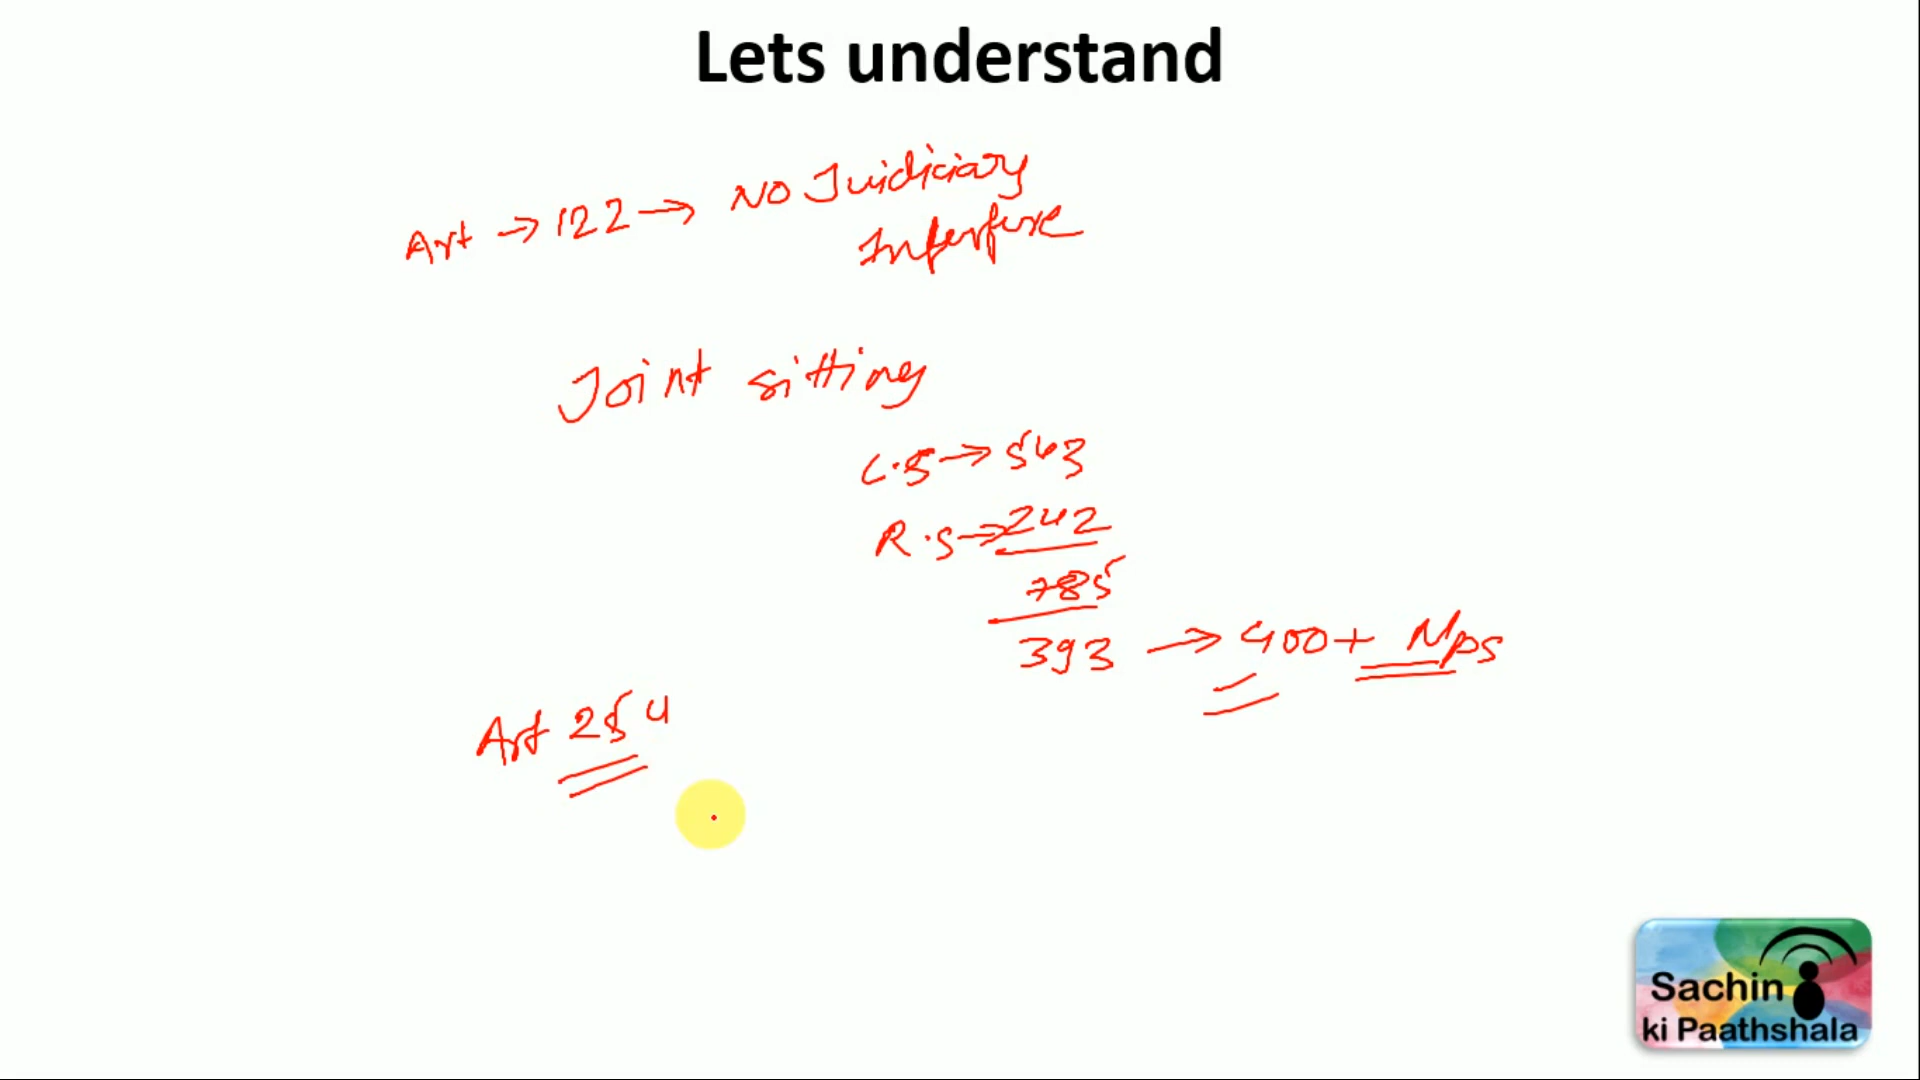 Lets understand
Art → 122 → NO Juidiciary
Interfere
Joint sitting
L.S → 543
R.S → 242
785
393 → 400+ Mps
Art 254
Sachin
ki Paathshala